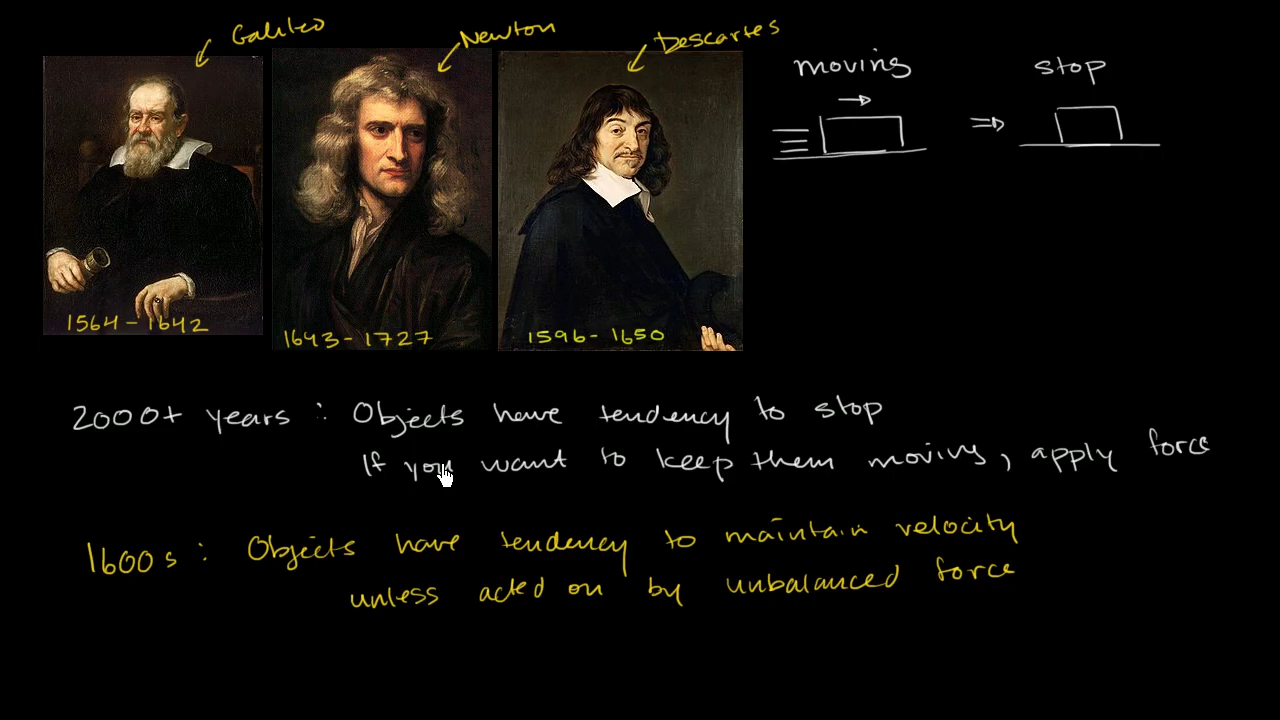 Galileo
Newton
Descartes
moving
stop
1564 - 1642
1643 - 1727
1596 - 1650
2000+ years : Objects have tendency to stop
If you want to keep them moving, apply force
1600s : Objects have tendency to maintain velocity
unless acted on by unbalanced force